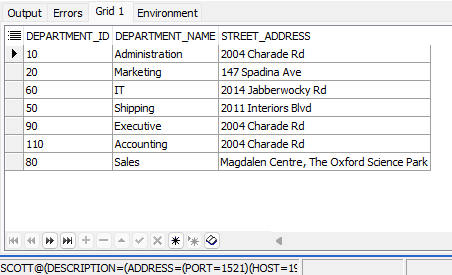 Output Errors Grid 1 Environment
DEPARTMENT_ID DEPARTMENT_NAME STREET_ADDRESS
10 Administration 2004 Charade Rd
20 Marketing 147 Spadina Ave
60 IT 2014 Jabberwocky Rd
50 Shipping 2011 Interiors Blvd
90 Executive 2004 Charade Rd
110 Accounting 2004 Charade Rd
80 Sales Magdalen Centre, The Oxford Science Park
SCOTT@(DESCRIPTION=(ADDRESS=(PORT=1521)(HOST=19